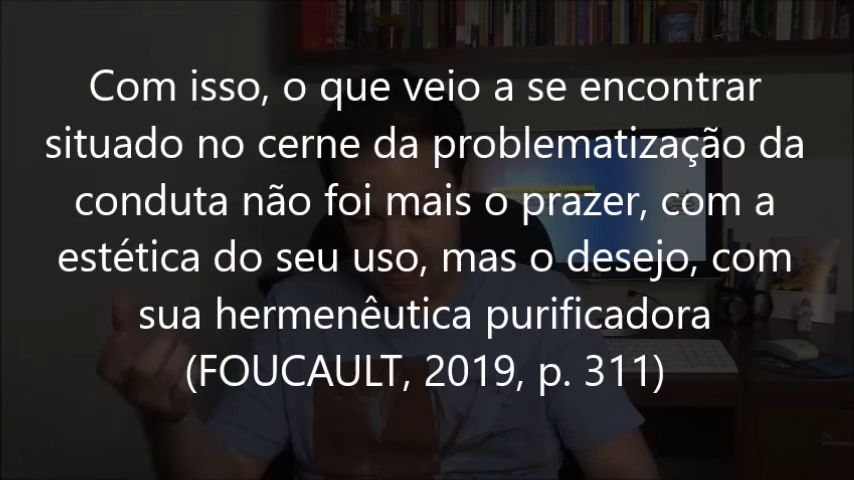 Com isso, o que veio a se encontrar
situado no cerne da problematização da
conduta não foi mais o prazer, com a
estética do seu uso, mas o desejo, com
sua hermenêutica purificadora
(FOUCAULT, 2019, p. 311)